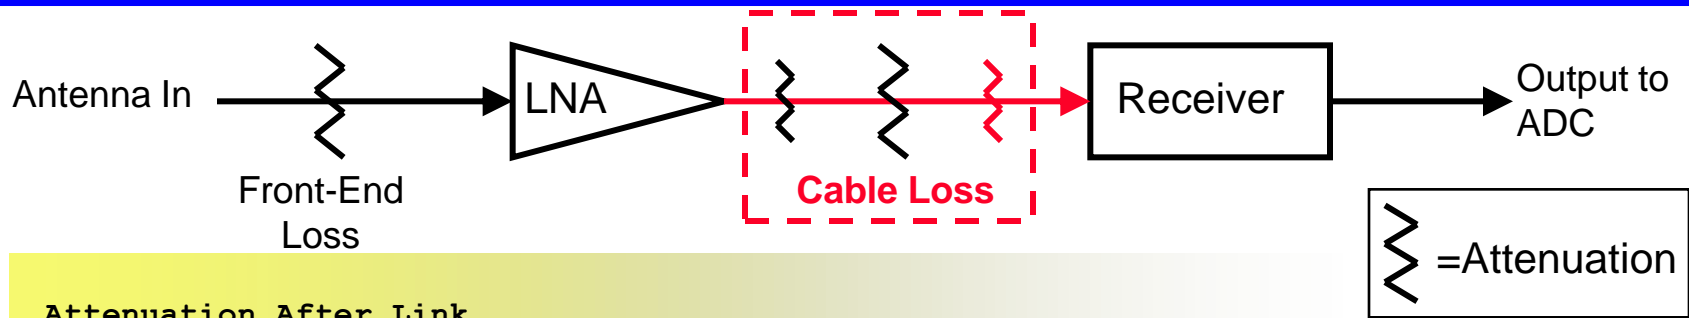 Antenna In
LNA
Receiver
Output to
ADC
Cable Loss
Front-End
Loss
=Attenuation
Attenuation After Link